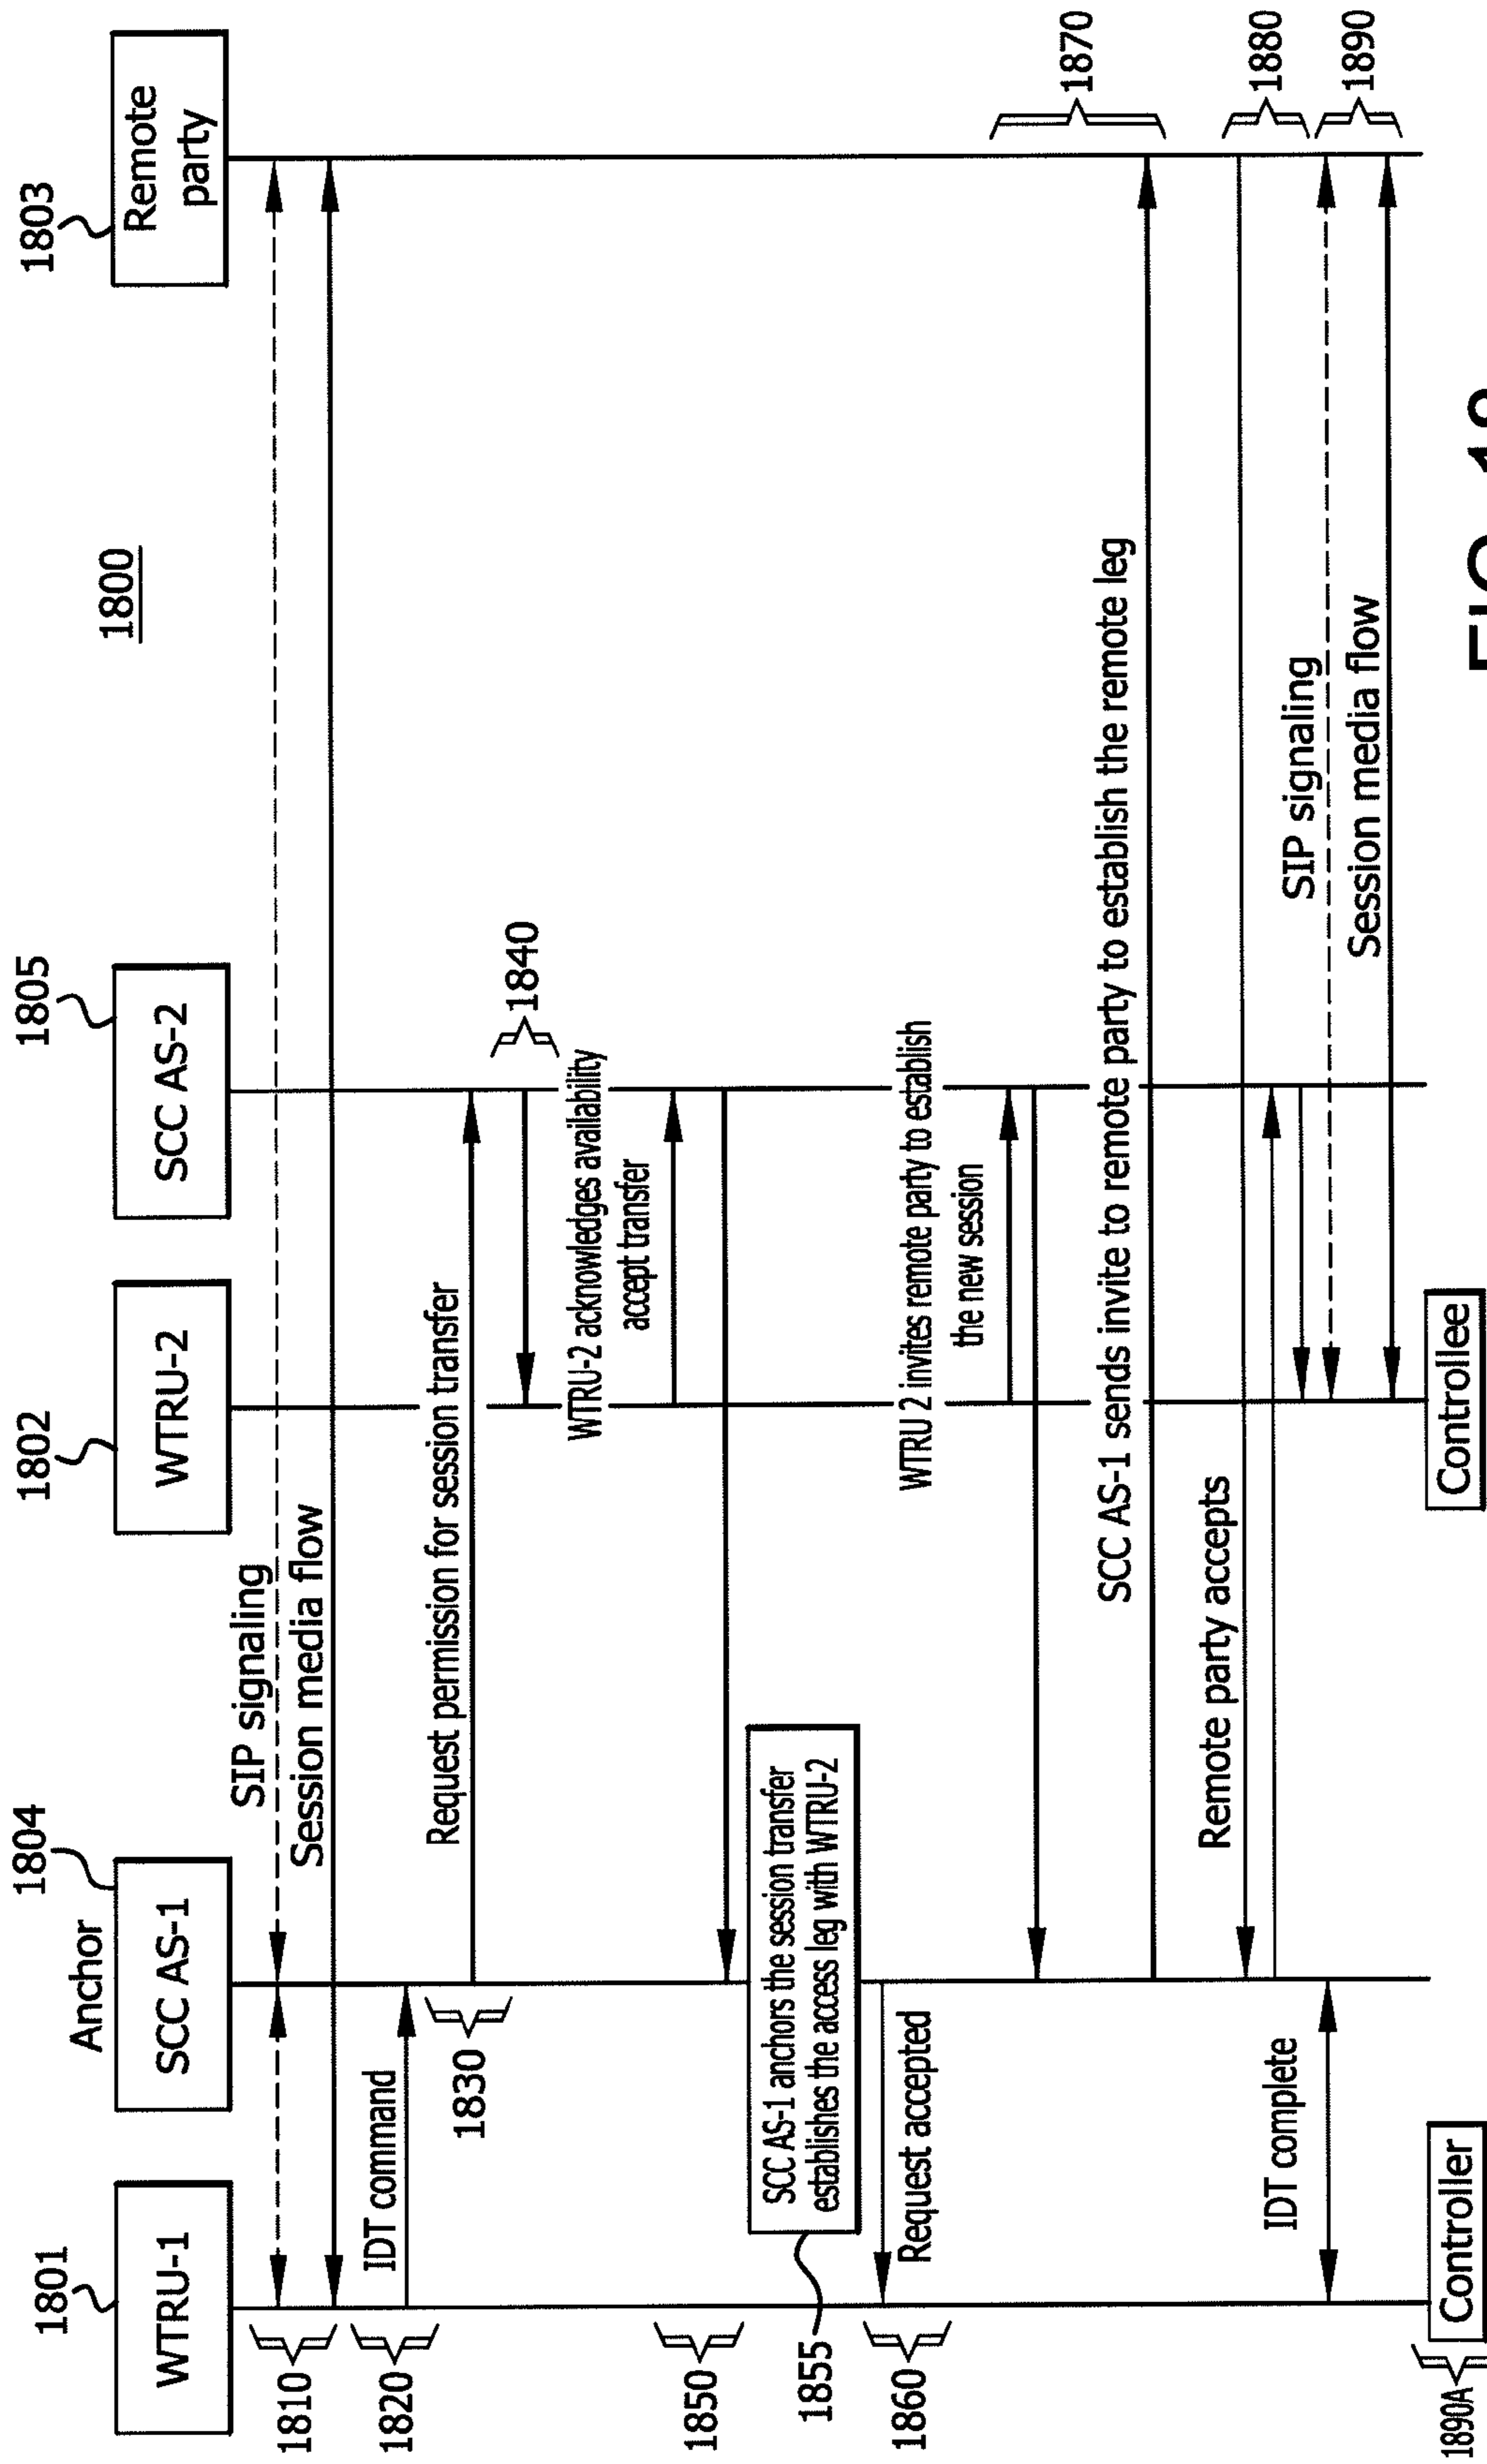 1800
1801
WTRU-1
Anchor
1804
SCC AS-1
1802
WTRU-2
1805
SCC AS-2
1803
Remote
party
1810
SIP signaling
Session media flow
1820
IDT command
1830
Request permission for session transfer
1840
WTRU-2 acknowledges availability
accept transfer
1850
1855
SCC AS-1 anchors the session transfer
establishes the access leg with WTRU-2
1860
Request accepted
WTRU 2 invites remote party to establish
the new session
1870
SCC AS-1 sends invite to remote party to establish the remote leg
Remote party accepts
1880
IDT complete
SIP signaling
Session media flow
1890
1890A
Controller
Controllee